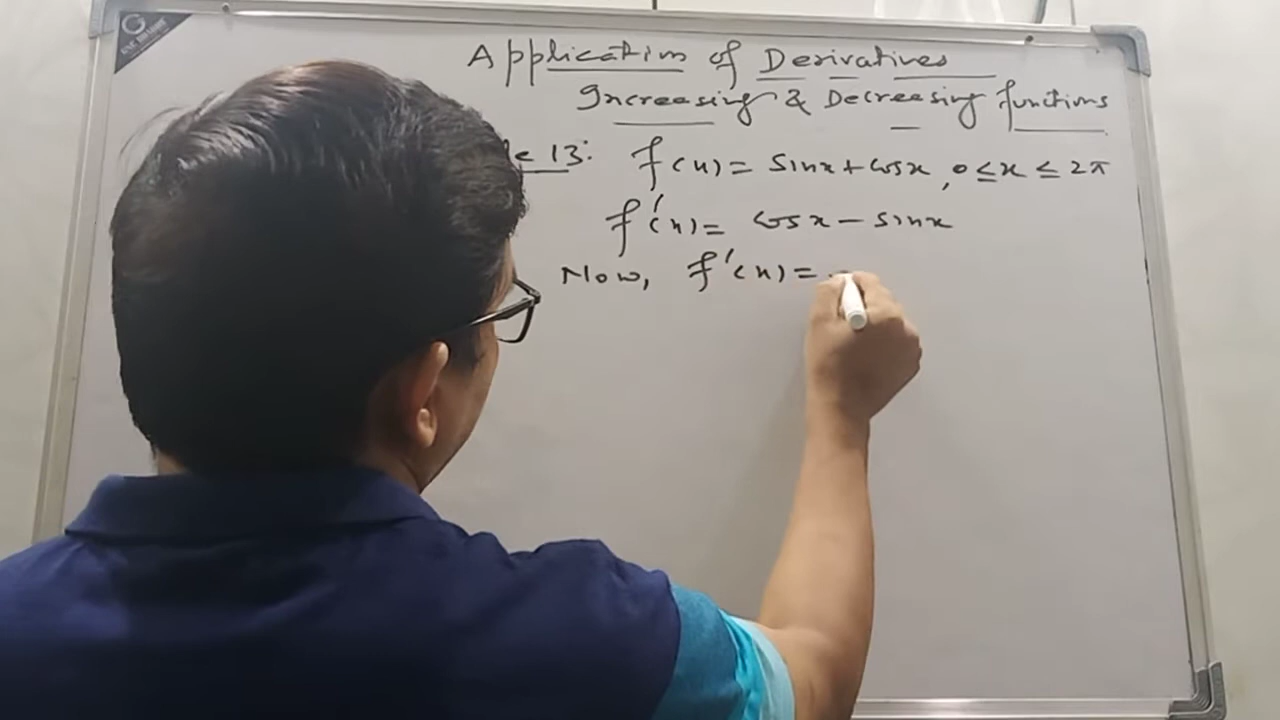 Application of Derivatives
Increasing & Decreasing functions
13: f(x) = sinx + cosx, 0 ≤ x ≤ 2π
f'(x) = cosx – sinx
Now, f'(x) =